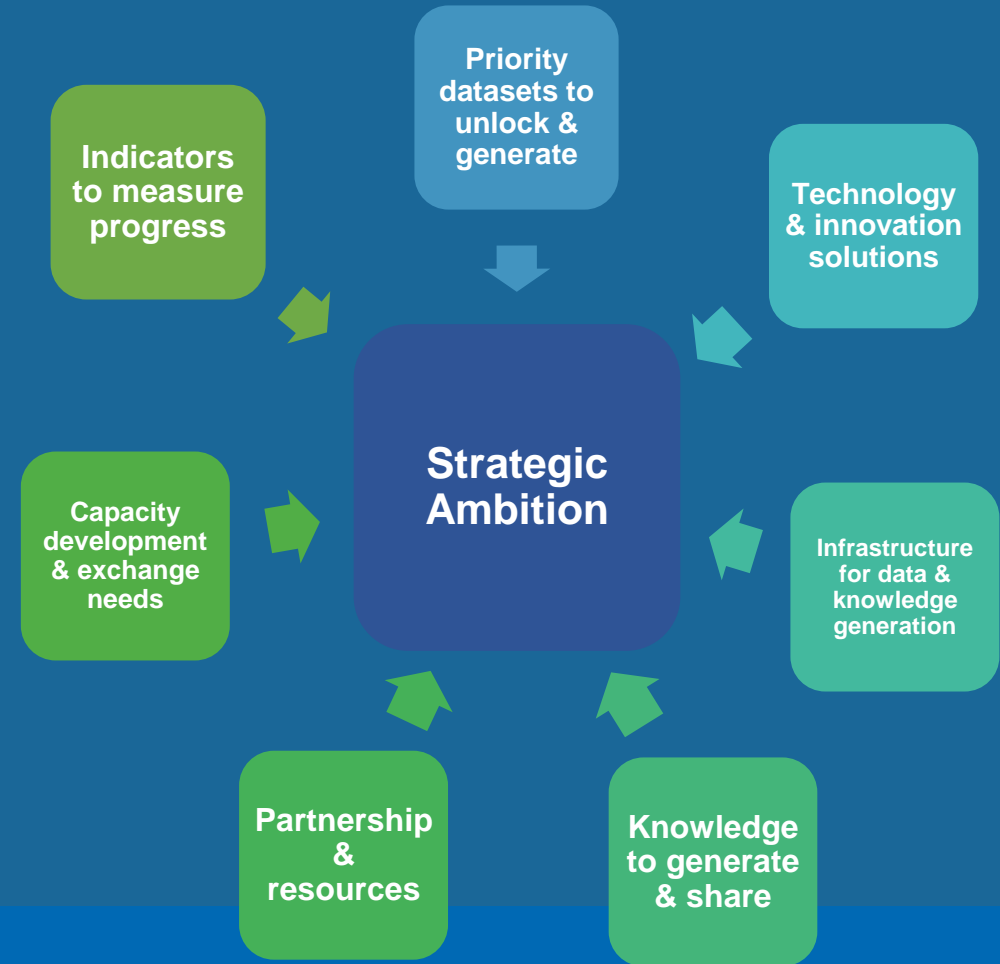 Priority
datasets to
unlock &
generate
Indicators
to measure
progress
Technology
& innovation
solutions
Strategic
Ambition
Capacity
development
& exchange
needs
Infrastructure
for data &
knowledge
generation
Partnership
&
resources
Knowledge
to generate
& share